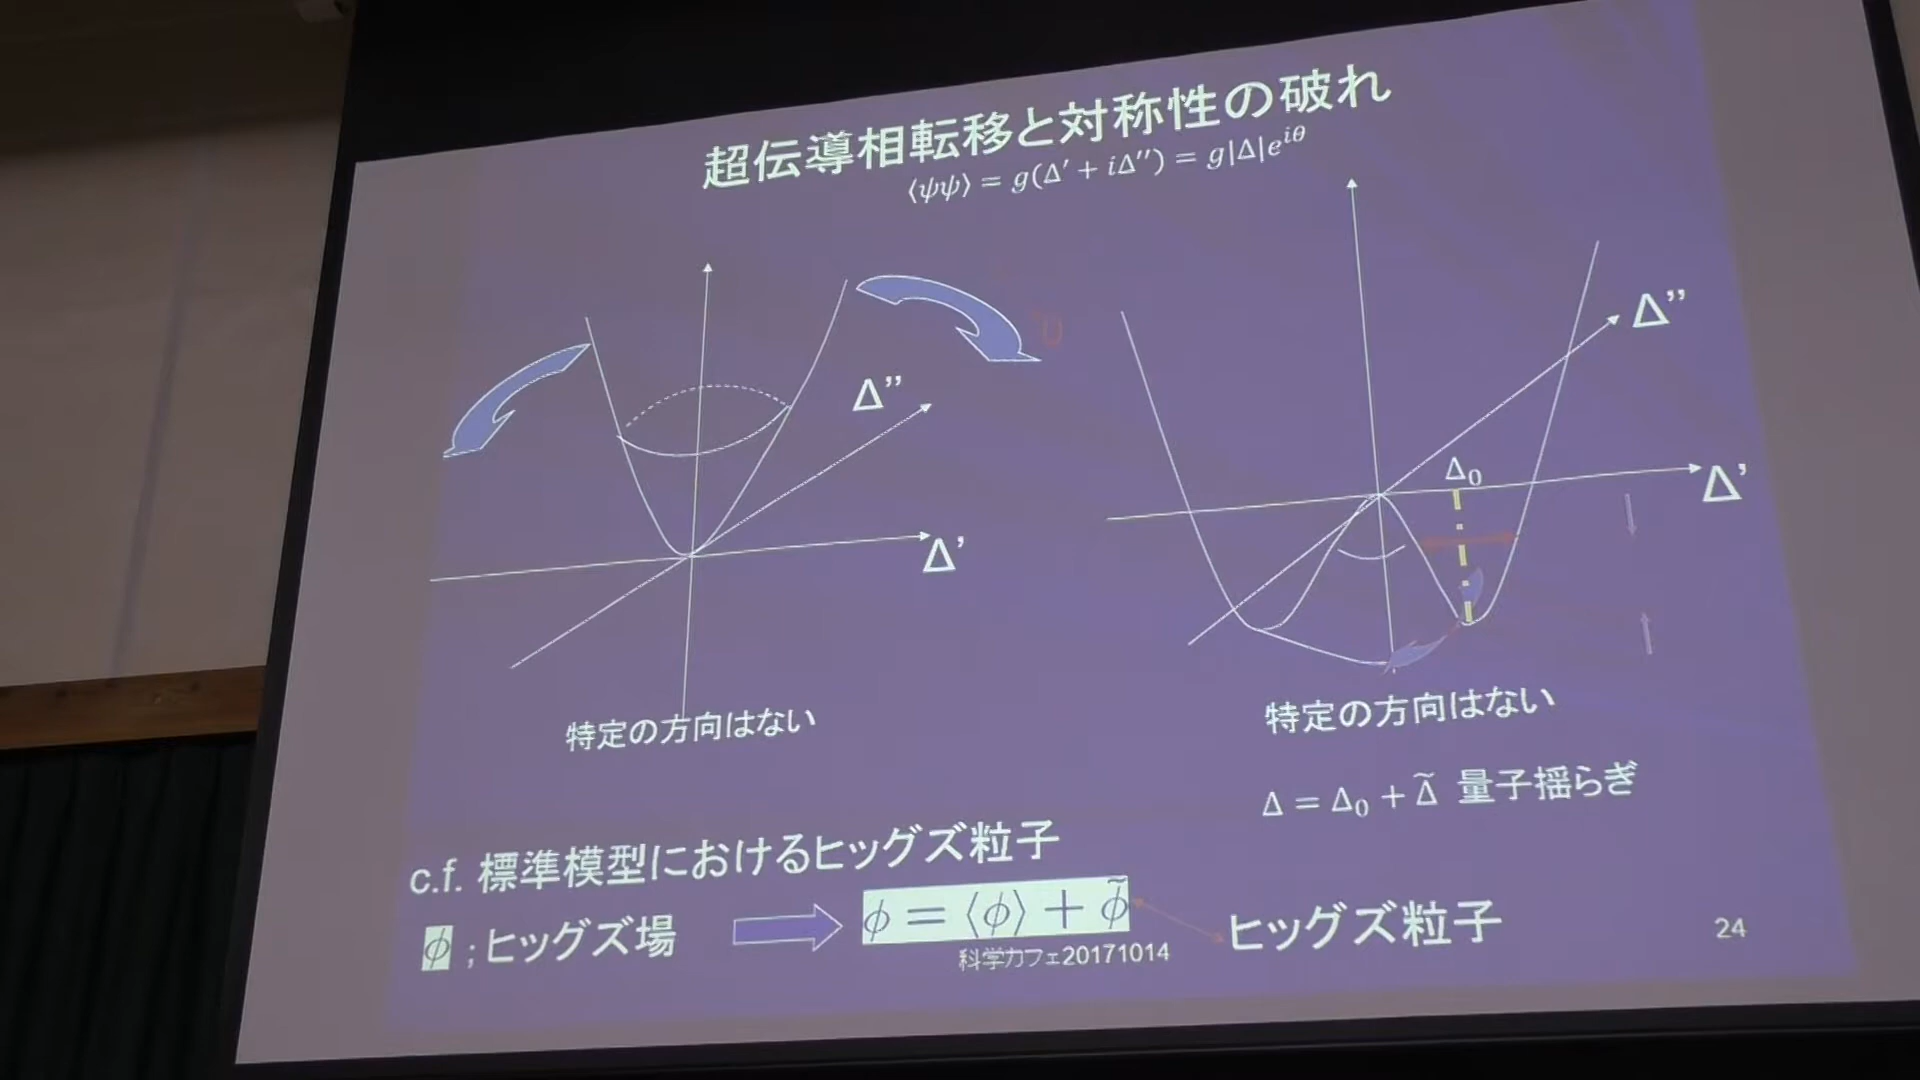 超伝導相転移と対称性の破れ
⟨ψψ⟩ = g(Δ′ + iΔ′′) = g|Δ|e^{iθ}
Δ’’
Δ’
特定の方向はない
Δ’’
Δ₀
Δ’
特定の方向はない
Δ = Δ₀ + Δ̃ 量子揺らぎ
c.f. 標準模型におけるヒッグズ粒子
ϕ ; ヒッグズ場
ϕ = ⟨ϕ⟩ + ϕ̃
ヒッグズ粒子
科学カフェ20171014
24